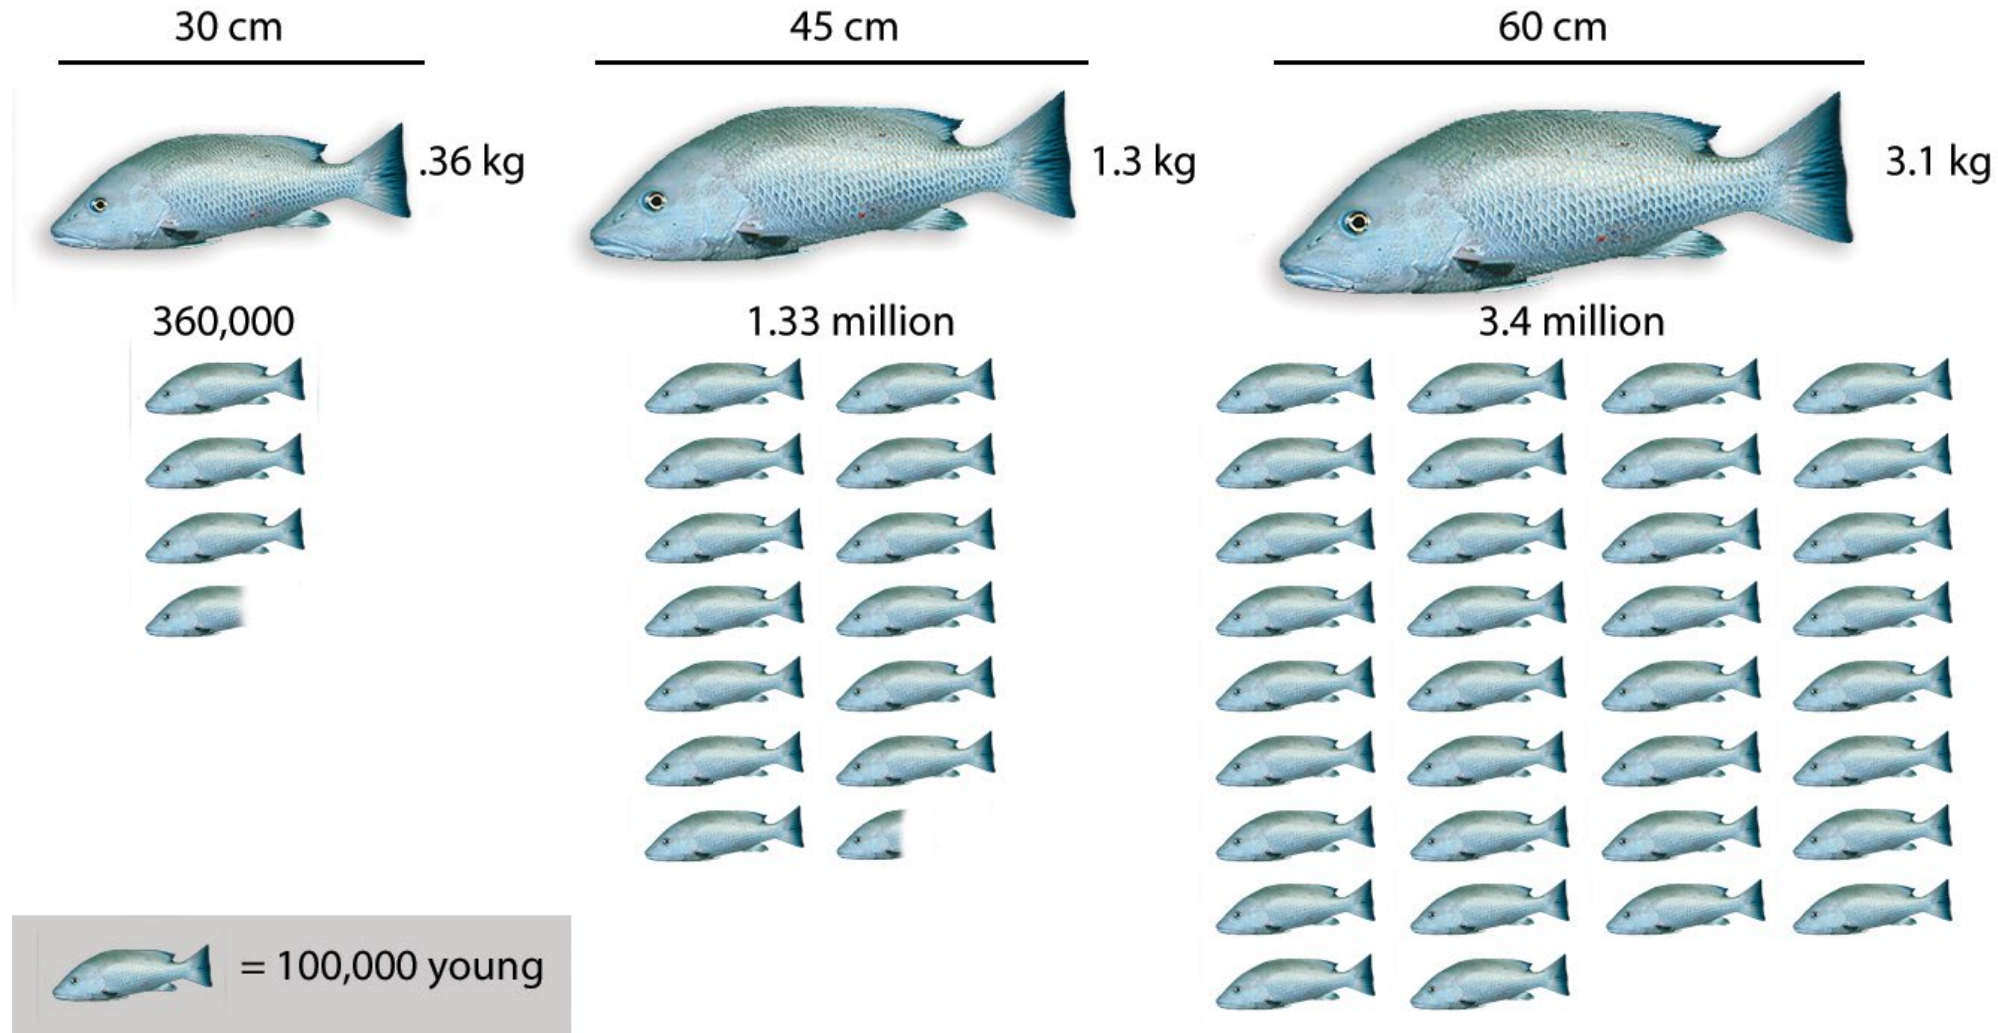 30 cm
45 cm
60 cm
.36 kg
1.3 kg
3.1 kg
360,000
1.33 million
3.4 million
= 100,000 young